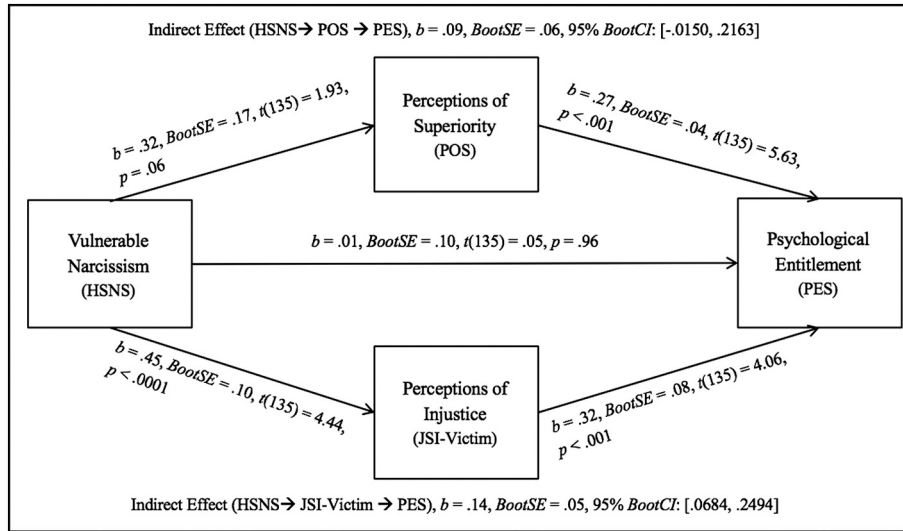 Indirect Effect (HSNS→ POS → PES), b = .09, BootSE = .06, 95% BootCI: [-.0150, .2163]
b = .32, BootSE = .17, t(135) = 1.93,
p = .06
Perceptions of
Superiority
(POS)
b = .27, BootSE = .04, t(135) = 5.63,
p < .001
Vulnerable
Narcissism
(HSNS)
b = .01, BootSE = .10, t(135) = .05, p = .96
Psychological
Entitlement
(PES)
b = .45, BootSE = .10, t(135) = 4.44,
p < .0001
Perceptions of
Injustice
(JSI-Victim)
b = .32, BootSE = .08, t(135) = 4.06,
p < .001
Indirect Effect (HSNS→ JSI-Victim → PES), b = .14, BootSE = .05, 95% BootCI: [.0684, .2494]